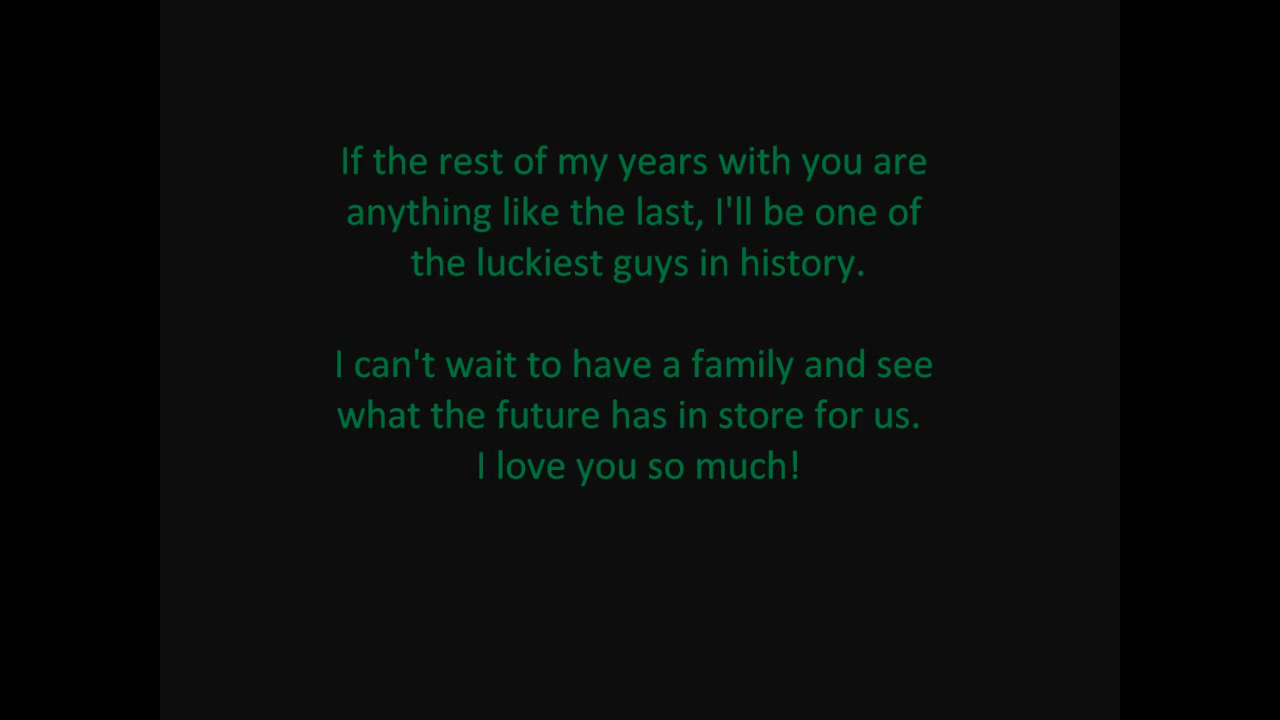 If the rest of my years with you are
anything like the last, I'll be one of
the luckiest guys in history.
I can't wait to have a family and see
what the future has in store for us.
I love you so much!